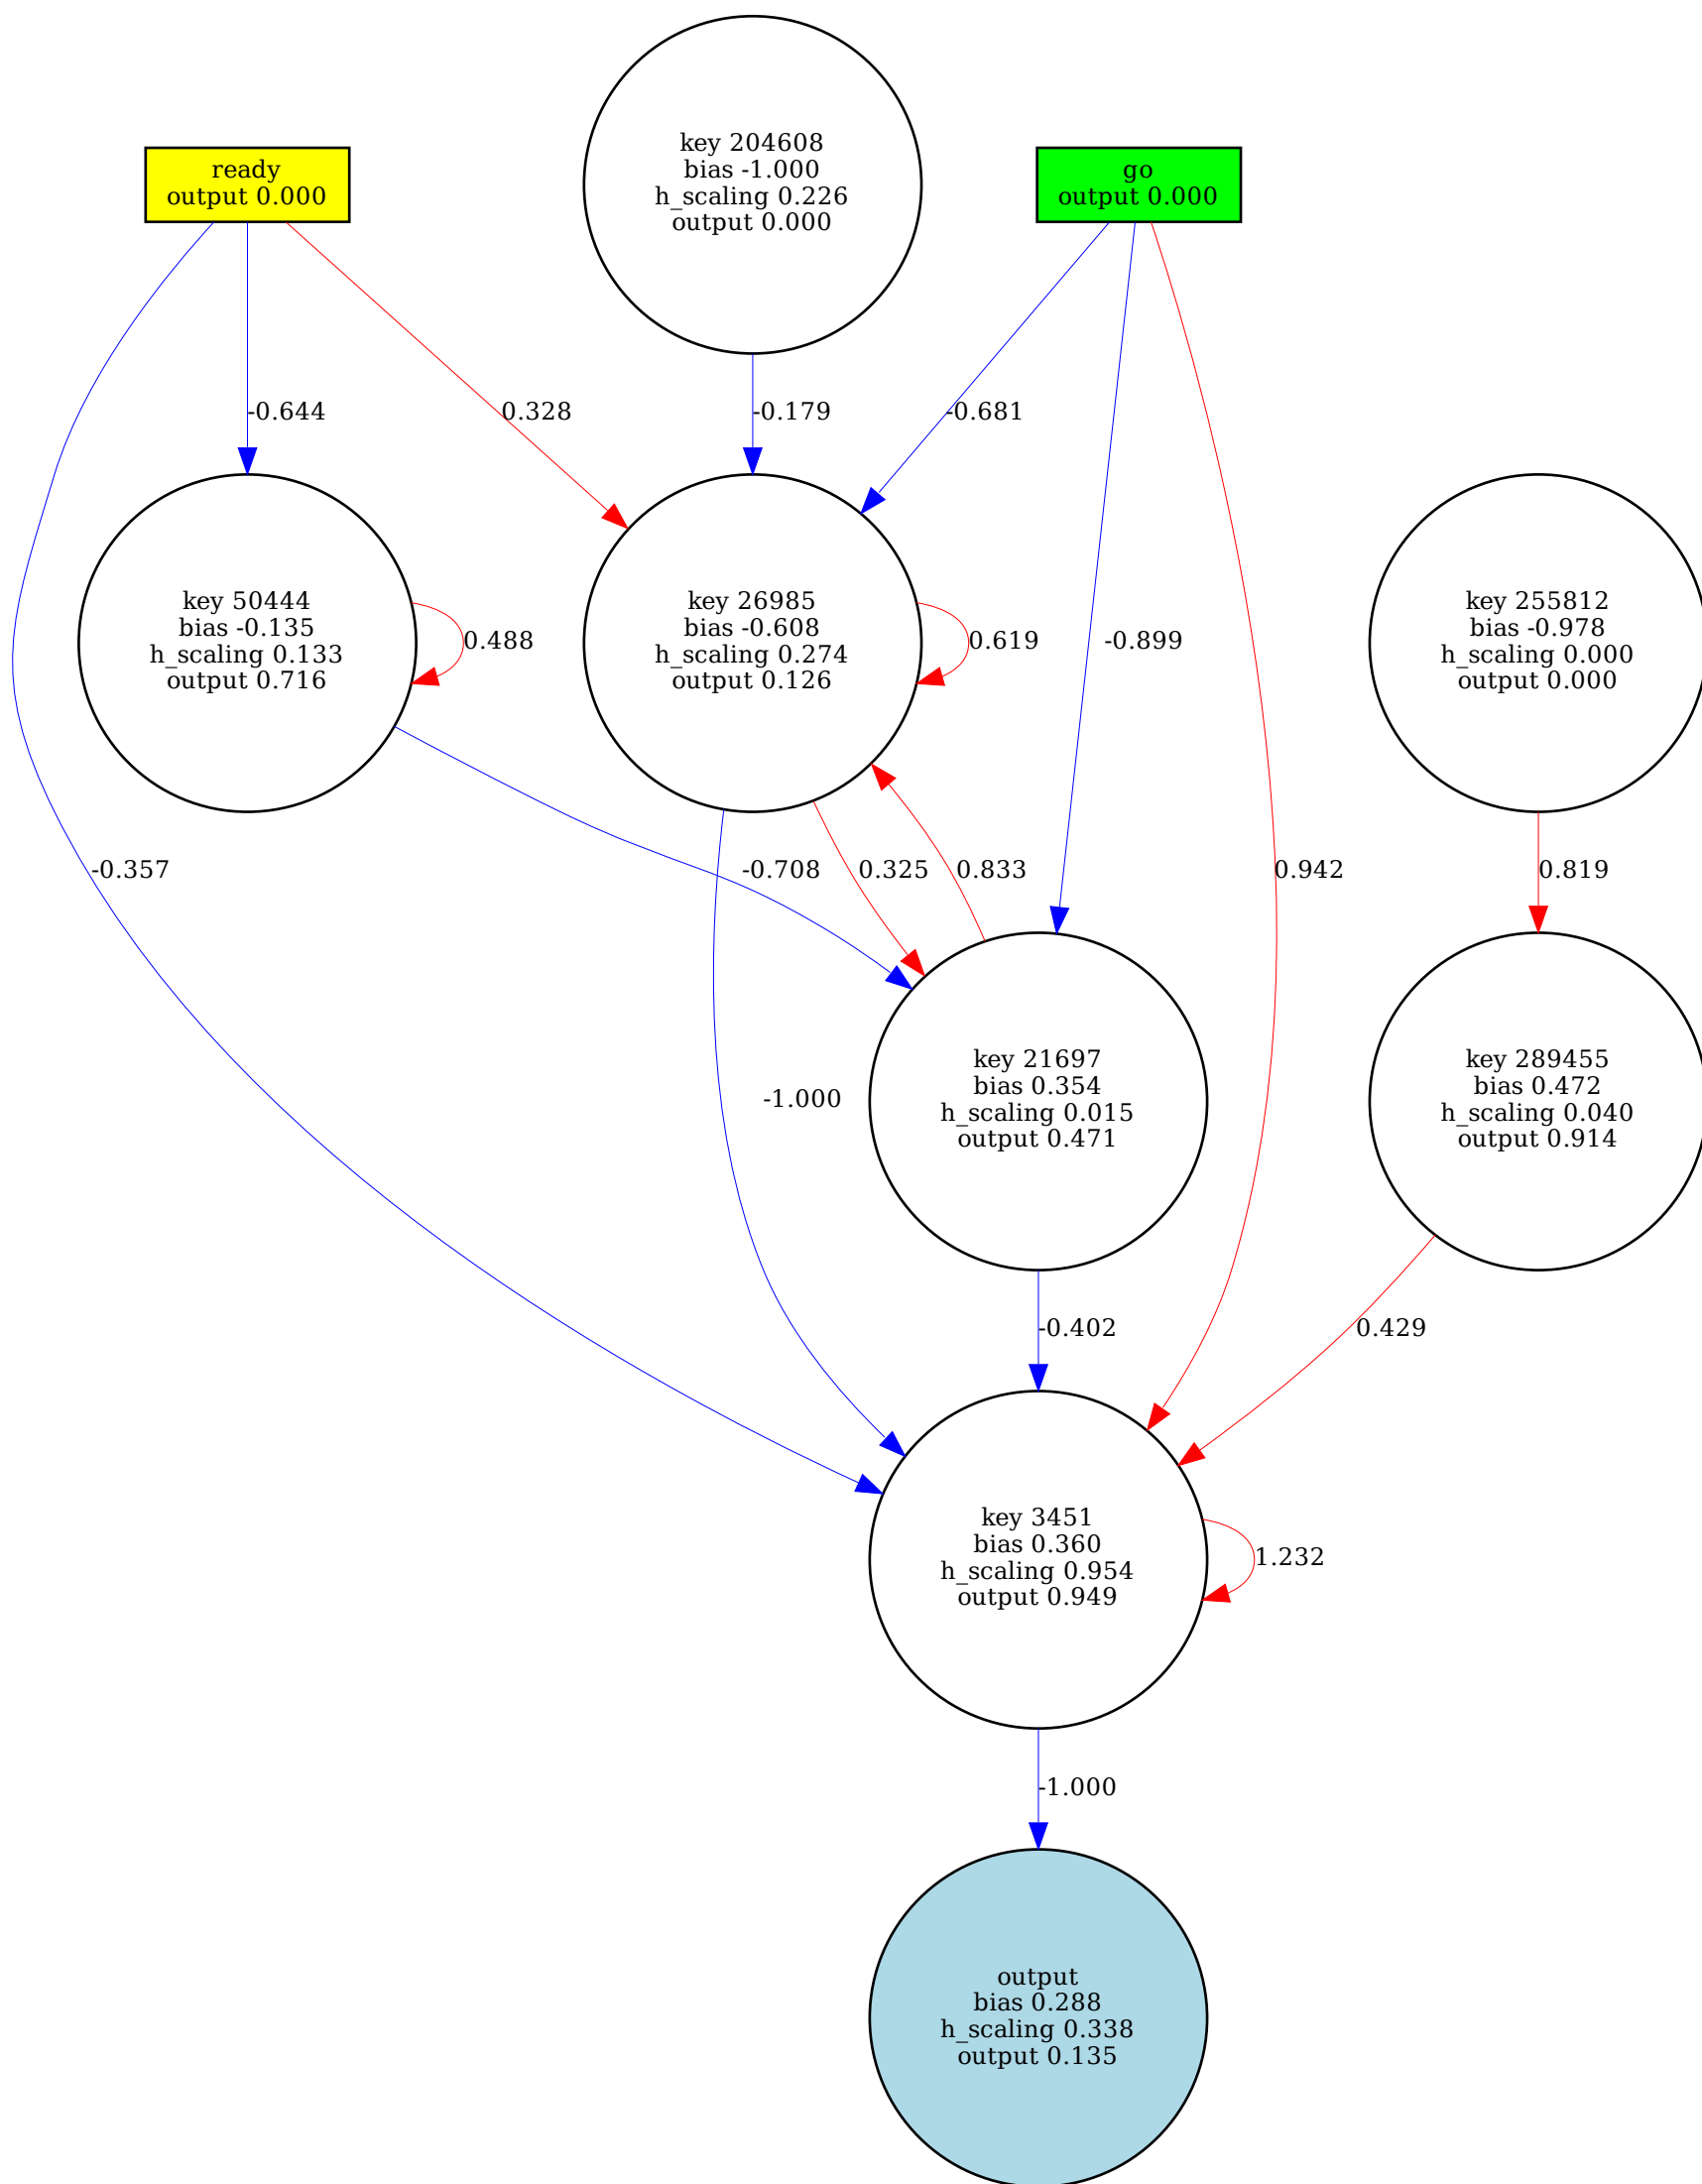 key 204608
bias -1.000
h_scaling 0.226
output 0.000
ready
output 0.000
go
output 0.000
-0.644
0.328
-0.179
-0.681
key 50444
bias -0.135
h_scaling 0.133
output 0.716
0.488
key 26985
bias -0.608
h_scaling 0.274
output 0.126
0.619
-0.899
key 255812
bias -0.978
h_scaling 0.000
output 0.000
-0.357
-0.708
0.325
0.833
0.942
0.819
-1.000
key 21697
bias 0.354
h_scaling 0.015
output 0.471
key 289455
bias 0.472
h_scaling 0.040
output 0.914
-0.402
0.429
key 3451
bias 0.360
h_scaling 0.954
output 0.949
1.232
-1.000
output
bias 0.288
h_scaling 0.338
output 0.135